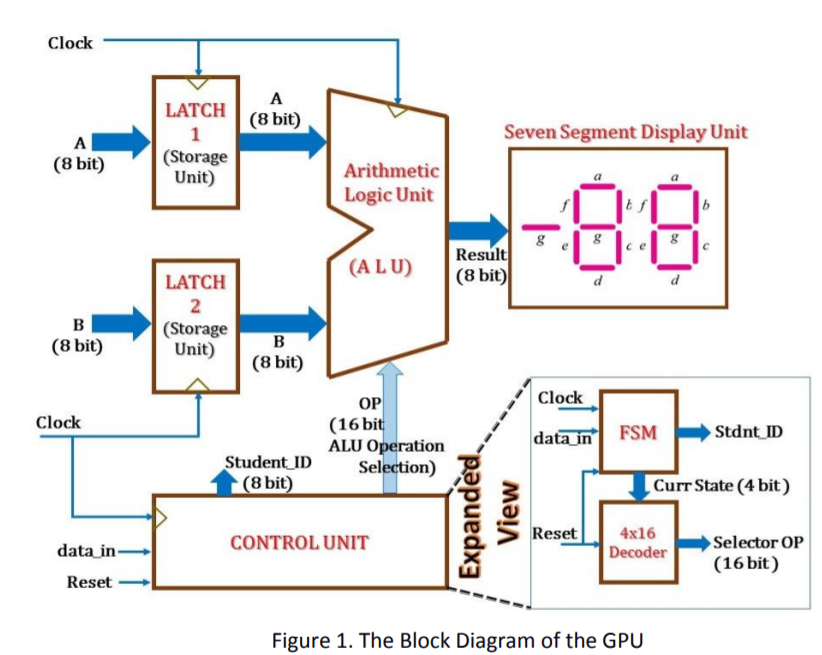 Clock
LATCH
1
(Storage
Unit)
A
(8 bit)
A
(8 bit)
Arithmetic
Logic Unit
(A L U)
Seven Segment Display Unit
a
a
f
b
f
b
g
g
g
e
c
e
c
d
d
Result
(8 bit)
LATCH
2
(Storage
Unit)
B
(8 bit)
B
(8 bit)
Clock
OP
(16 bit
ALU Operation
Selection)
Student_ID
(8 bit)
CONTROL UNIT
data_in
Reset
Expanded
View
Clock
data_in
FSM
Stdnt_ID
Curr State (4 bit)
Reset
4x16
Decoder
Selector OP
(16 bit)
Figure 1. The Block Diagram of the GPU